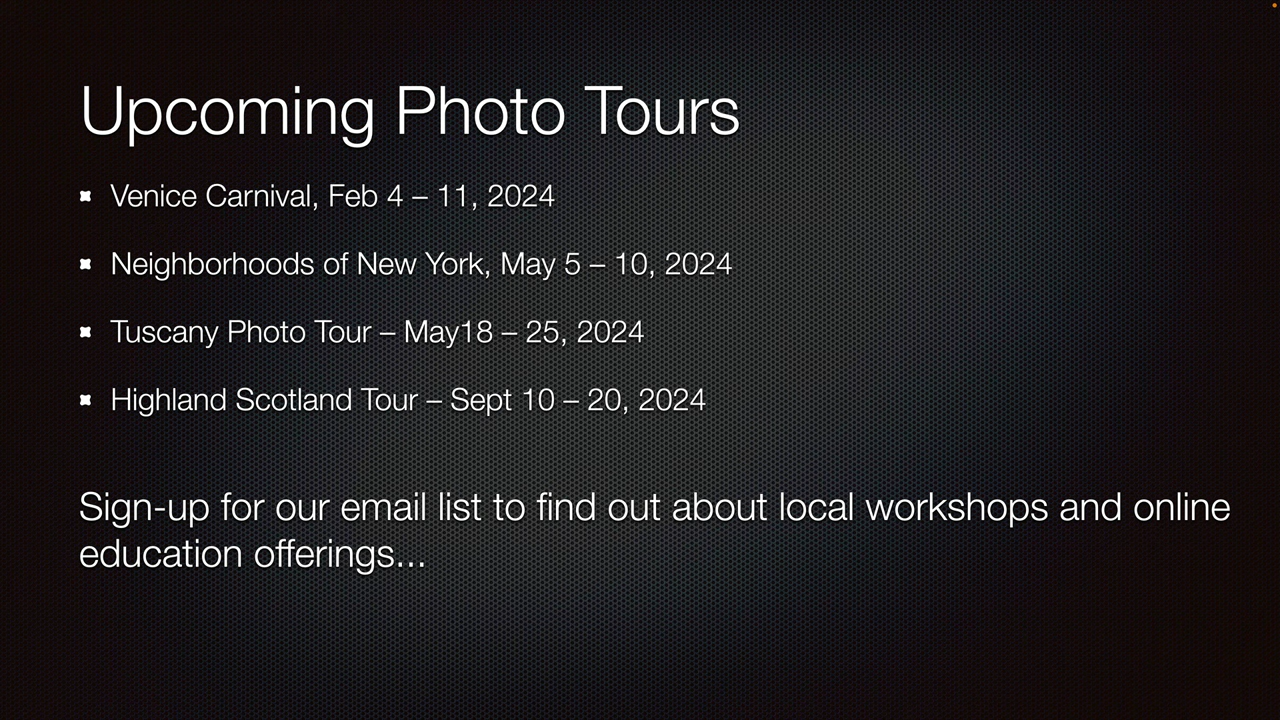 Upcoming Photo Tours
Venice Carnival, Feb 4 – 11, 2024
Neighborhoods of New York, May 5 – 10, 2024
Tuscany Photo Tour – May18 – 25, 2024
Highland Scotland Tour – Sept 10 – 20, 2024
Sign-up for our email list to find out about local workshops and online
education offerings...